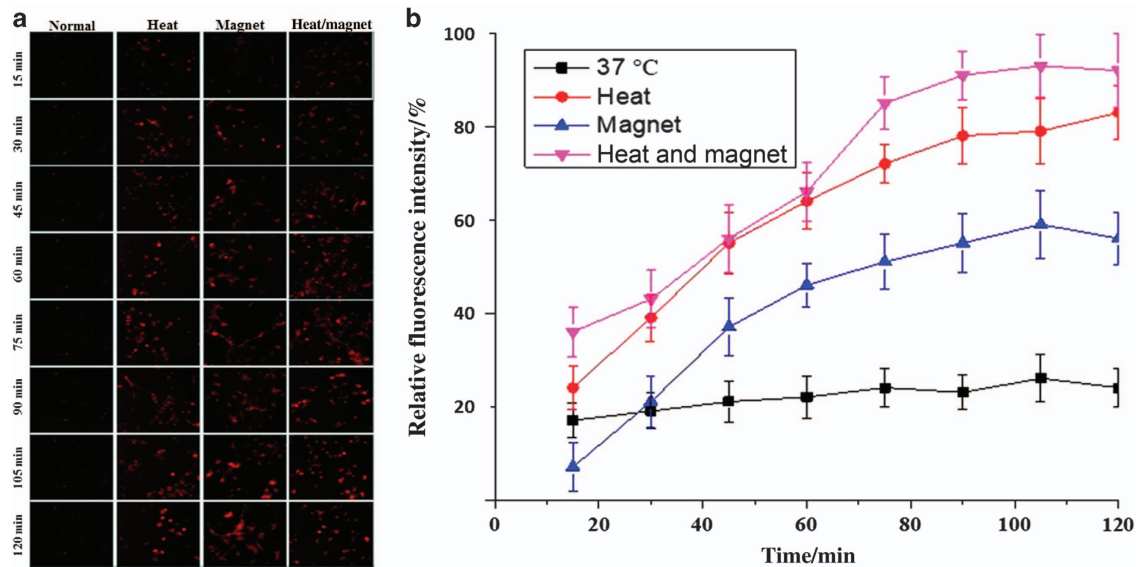 a
Normal Heat Magnet Heat/magnet
15 min
30 min
45 min
60 min
75 min
90 min
105 min
120 min
b
100
80
60
40
20
37 °C
Heat
Magnet
Heat and magnet
Relative fluorescence intensity/%
0 20 40 60 80 100 120
Time/min